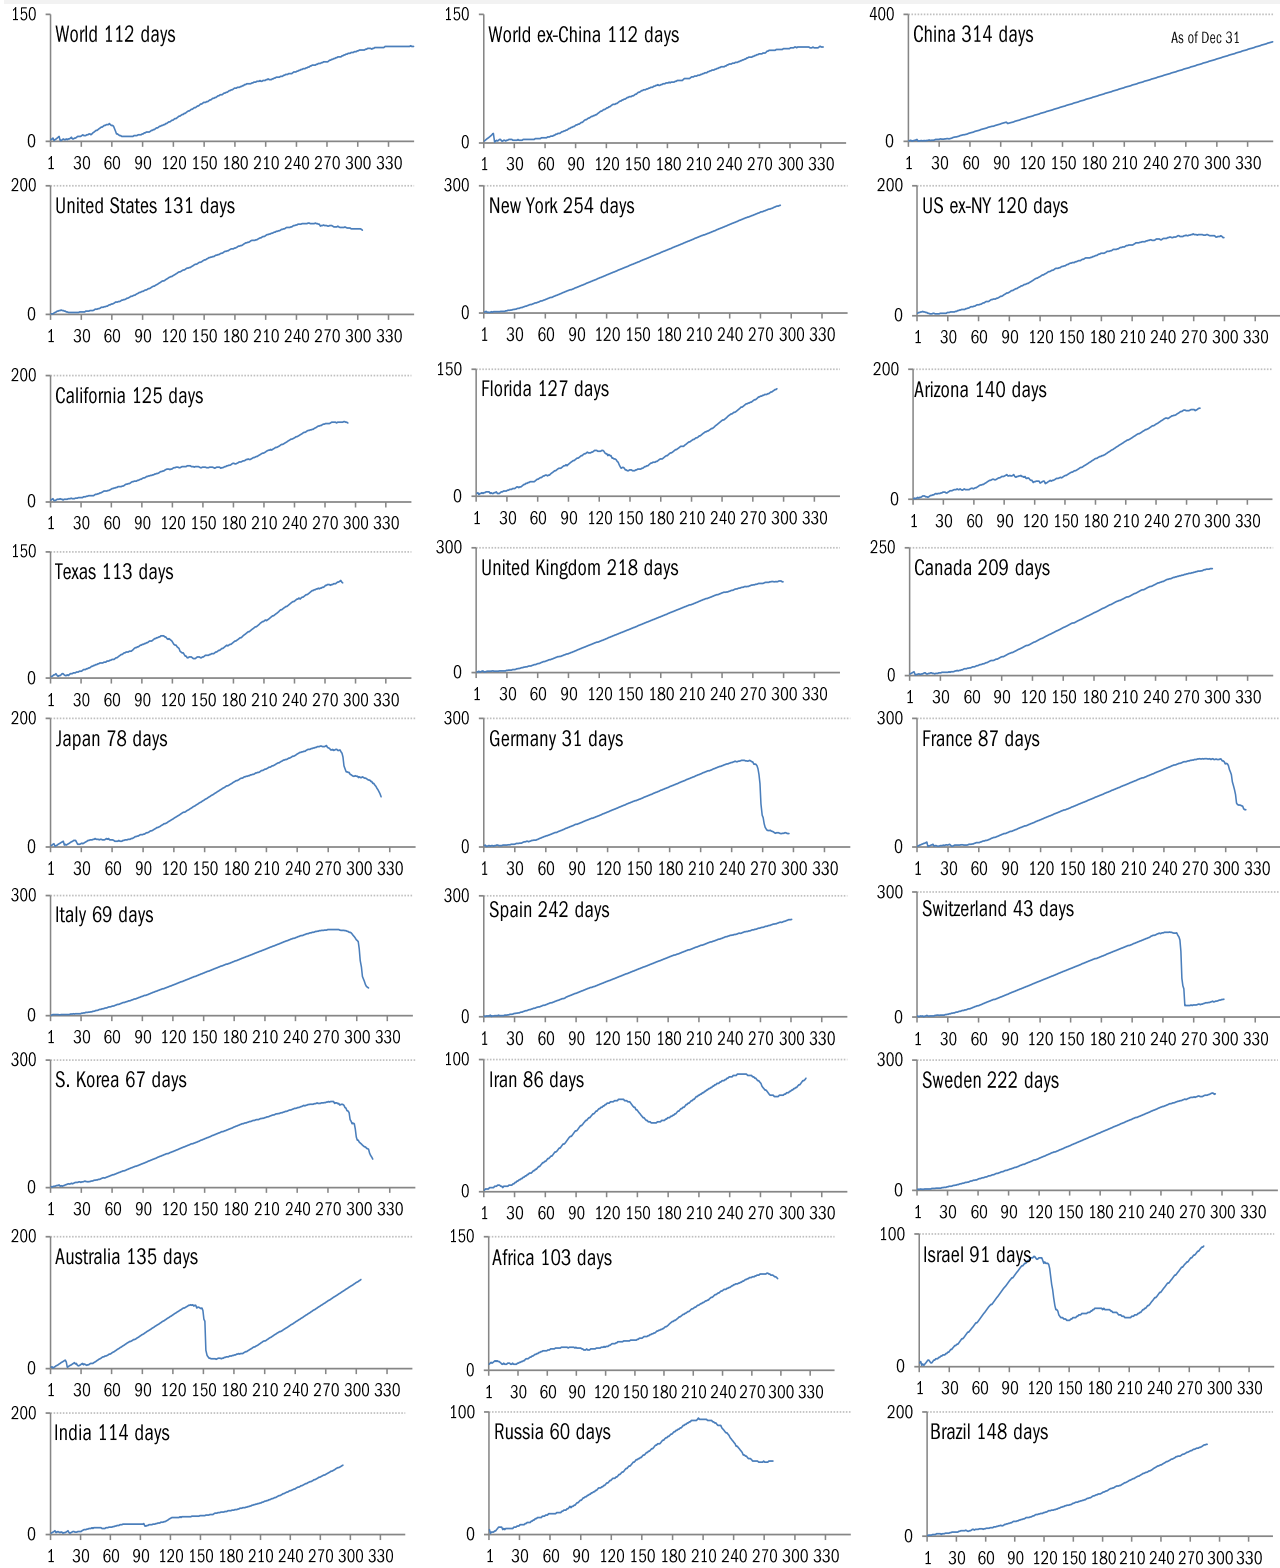 150
World 112 days
0
1 30 60 90 120 150 180 210 240 270 300 330
150
World ex-China 112 days
0
1 30 60 90 120 150 180 210 240 270 300 330
400
China 314 days
As of Dec 31
0
1 30 60 90 120 150 180 210 240 270 300 330
200
United States 131 days
0
1 30 60 90 120 150 180 210 240 270 300 330
300
New York 254 days
0
1 30 60 90 120 150 180 210 240 270 300 330
200
US ex-NY 120 days
0
1 30 60 90 120 150 180 210 240 270 300 330
200
California 125 days
0
1 30 60 90 120 150 180 210 240 270 300 330
150
Florida 127 days
0
1 30 60 90 120 150 180 210 240 270 300 330
200
Arizona 140 days
0
1 30 60 90 120 150 180 210 240 270 300 330
150
Texas 113 days
0
1 30 60 90 120 150 180 210 240 270 300 330
300
United Kingdom 218 days
0
1 30 60 90 120 150 180 210 240 270 300 330
250
Canada 209 days
0
1 30 60 90 120 150 180 210 240 270 300 330
200
Japan 78 days
0
1 30 60 90 120 150 180 210 240 270 300 330
300
Germany 31 days
0
1 30 60 90 120 150 180 210 240 270 300 330
300
France 87 days
0
1 30 60 90 120 150 180 210 240 270 300 330
300
Italy 69 days
0
1 30 60 90 120 150 180 210 240 270 300 330
300
Spain 242 days
0
1 30 60 90 120 150 180 210 240 270 300 330
300
Switzerland 43 days
0
1 30 60 90 120 150 180 210 240 270 300 330
300
S. Korea 67 days
0
1 30 60 90 120 150 180 210 240 270 300 330
100
Iran 86 days
0
1 30 60 90 120 150 180 210 240 270 300 330
300
Sweden 222 days
0
1 30 60 90 120 150 180 210 240 270 300 330
200
Australia 135 days
0
1 30 60 90 120 150 180 210 240 270 300 330
150
Africa 103 days
0
1 30 60 90 120 150 180 210 240 270 300 330
100
Israel 91 days
0
1 30 60 90 120 150 180 210 240 270 300 330
200
India 114 days
0
1 30 60 90 120 150 180 210 240 270 300 330
100
Russia 60 days
0
1 30 60 90 120 150 180 210 240 270 300 330
200
Brazil 148 days
0
1 30 60 90 120 150 180 210 240 270 300 330